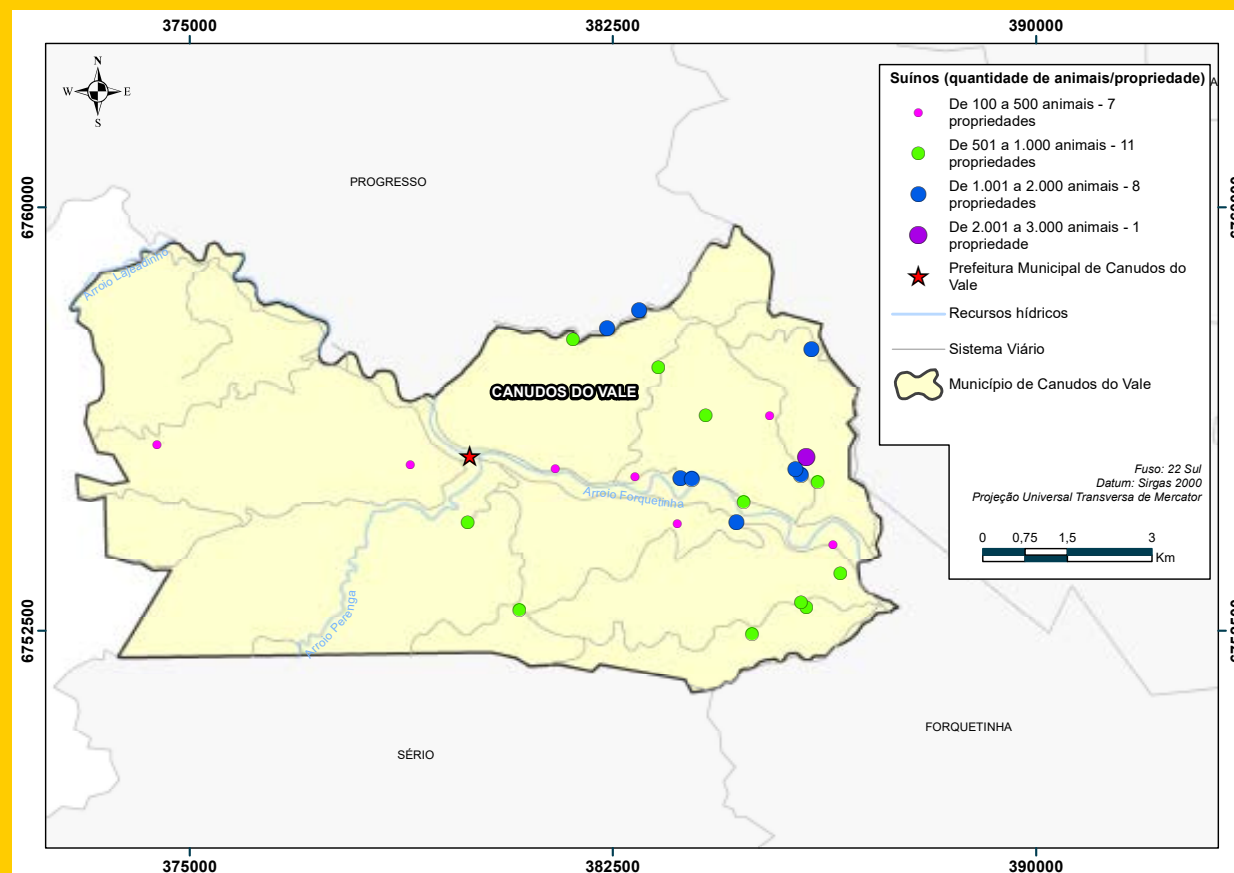 375000
382500
390000
N
W
E
S
Suínos (quantidade de animais/propriedade)
De 100 a 500 animais - 7
propriedades
De 501 a 1.000 animais - 11
propriedades
De 1.001 a 2.000 animais - 8
propriedades
De 2.001 a 3.000 animais - 1
propriedade
Prefeitura Municipal de Canudos do
Vale
Recursos hídricos
Sistema Viário
Município de Canudos do Vale
PROGRESSO
6760000
Arroio Lajeadinho
CANUDOS DO VALE
Arroio Forquetinha
Fuso: 22 Sul
Datum: Sirgas 2000
Projeção Universal Transversa de Mercator
0 0,75 1,5 3
Km
Arroio Perenga
6752500
SÉRIO
FORQUETINHA
375000
382500
390000